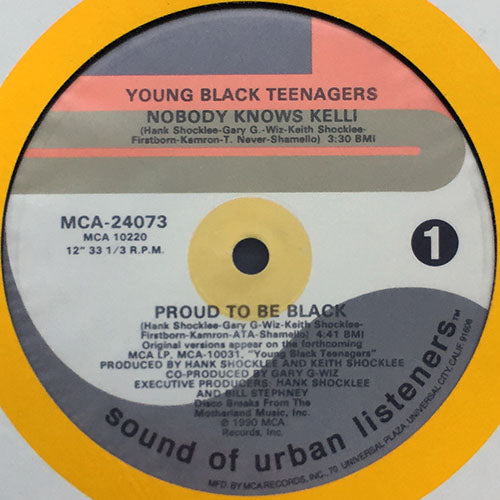 YOUNG BLACK TEENAGERS
NOBODY KNOWS KELLI
(Hank Shocklee-Gary G.-Wiz-Keith Shocklee-
Firstborn-Kamron-T. Never-Shamello) 3:30 BMI
MCA-24073
MCA 10220
12" 33 1/3 R.P.M.
1
PROUD TO BE BLACK
(Hank Shocklee-Gary G-Wiz-Keith Shocklee-
Firstborn-Kamron-ATA-Shamello) 4:41 BMI
Original versions appear on the forthcoming
MCA LP, MCA-10031, "Young Black Teenagers"
PRODUCED BY HANK SHOCKLEE AND KEITH SHOCKLEE
CO-PRODUCED BY GARY G-WIZ
EXECUTIVE PRODUCERS: HANK SHOCKLEE
AND BILL STEPHNEY
Disco Breaks From The
Motherland Music, Inc.
℗ 1990 MCA
Records, Inc.
sound of urban listeners™
MFD. BY MCA RECORDS, INC., 70 UNIVERSAL PLAZA, UNIVERSAL CITY, CALIF. 91608